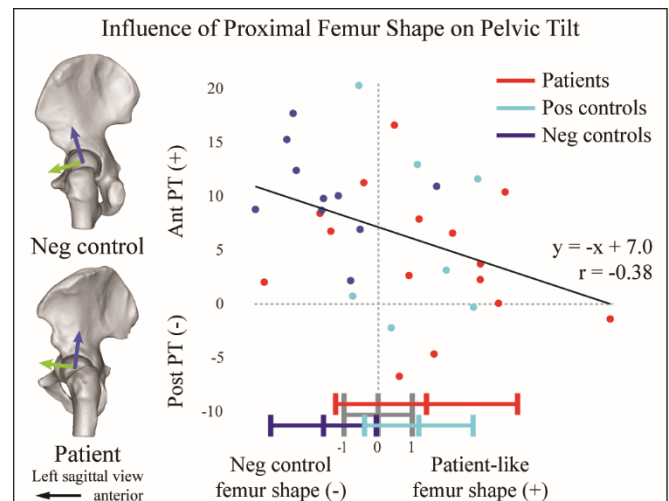 Influence of Proximal Femur Shape on Pelvic Tilt
Neg control
Patient
Left sagittal view
anterior
Ant PT (+)
Post PT (-)
20
15
10
5
0
-5
-10
Patients
Pos controls
Neg controls
y = -x + 7.0
r = -0.38
-1 0 1
Neg control
femur shape (-)
Patient-like
femur shape (+)